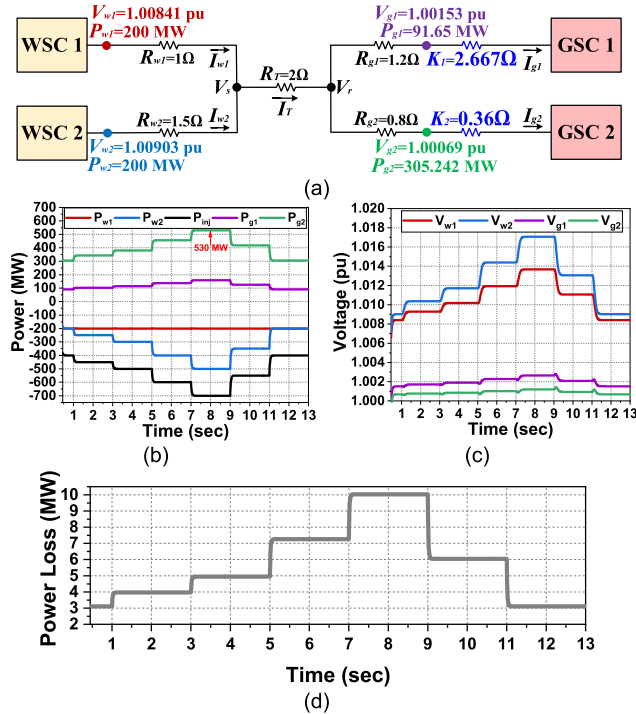 WSC 1
V_w1=1.00841 pu
P_w1=200 MW
R_w1=1Ω
I_w1
V_s
R_T=2Ω
I_T
V_r
V_g1=1.00153 pu
P_g1=91.65 MW
R_g1=1.2Ω
K_1=2.667Ω
I_g1
GSC 1
WSC 2
R_w2=1.5Ω
I_w2
V_w2=1.00903 pu
P_w2=200 MW
R_g2=0.8Ω
K_2=0.36Ω
I_g2
V_g2=1.00069 pu
P_g2=305.242 MW
GSC 2
(a)
Power (MW)
700
600
500
400
300
200
100
0
-100
-200
-300
-400
-500
-600
-700
P_w1 P_w2 P_inj P_g1 P_g2
530 MW
1 2 3 4 5 6 7 8 9 10 11 12 13
Time (sec)
(b)
Voltage (pu)
1.020
1.018
1.016
1.014
1.012
1.010
1.008
1.006
1.004
1.002
1.000
V_w1 V_w2 V_g1 V_g2
1 2 3 4 5 6 7 8 9 10 11 12 13
Time (sec)
(c)
Power Loss (MW)
10
9
8
7
6
5
4
3
2
1 2 3 4 5 6 7 8 9 10 11 12 13
Time (sec)
(d)